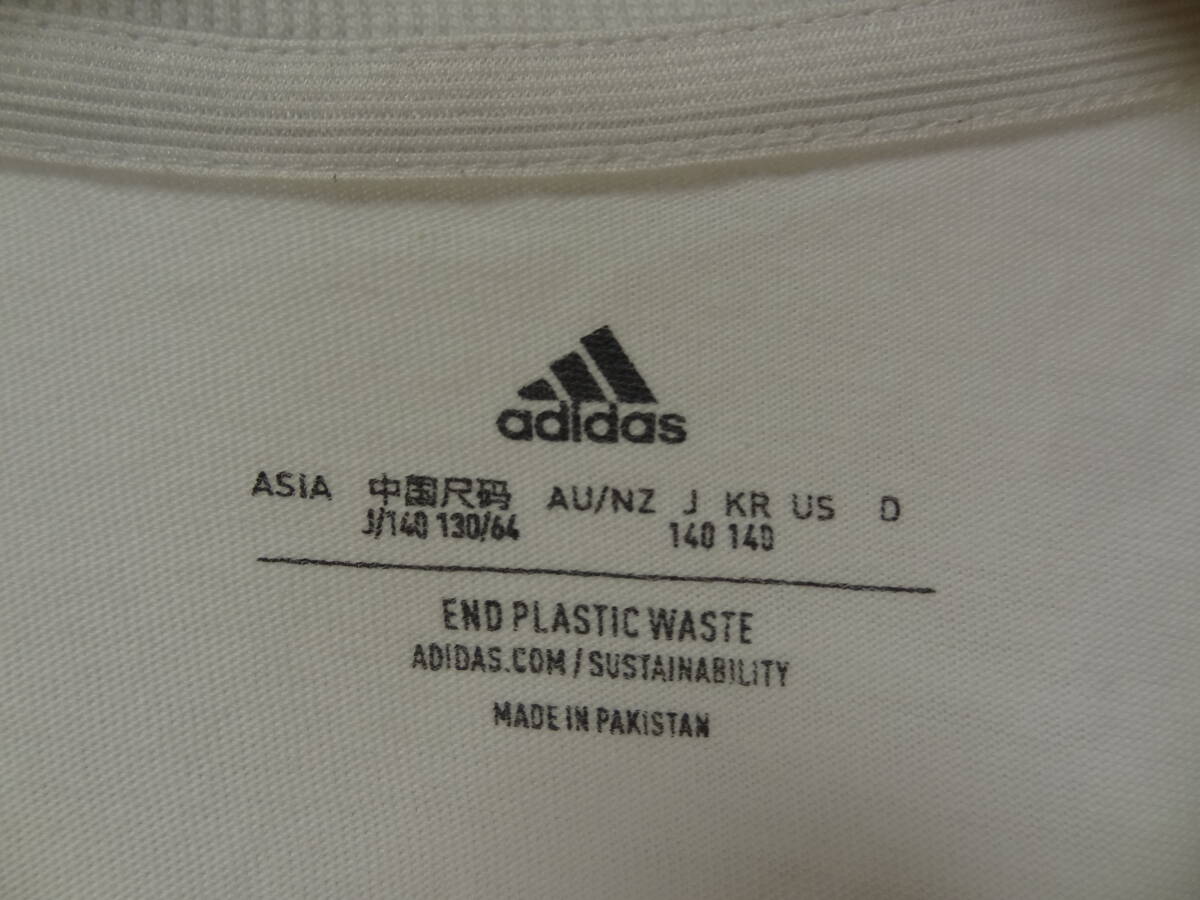 adidas
ASIA 中国尺码 AU/NZ J KR US D
J/140 130/64 140 140
END PLASTIC WASTE
ADIDAS.COM/SUSTAINABILITY
MADE IN PAKISTAN